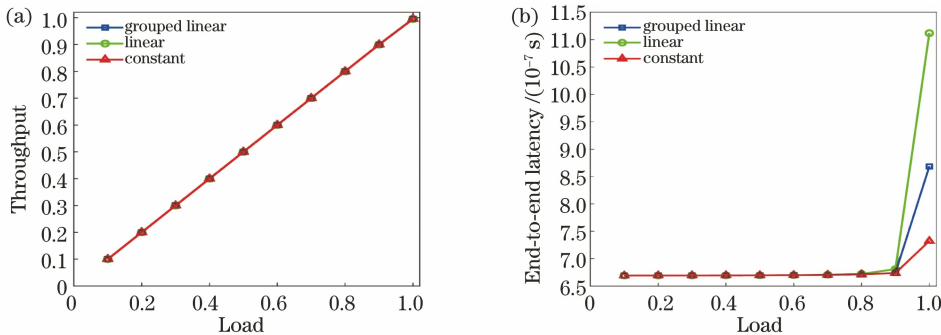 (a)
grouped linear
linear
constant
Throughput
1.0
0.9
0.8
0.7
0.6
0.5
0.4
0.3
0.2
0.1
0 0.2 0.4 0.6 0.8 1.0
Load
(b)
grouped linear
linear
constant
End-to-end latency /(10⁻⁷ s)
11.5
11.0
10.5
10.0
9.5
9.0
8.5
8.0
7.5
7.0
6.5
0 0.2 0.4 0.6 0.8 1.0
Load